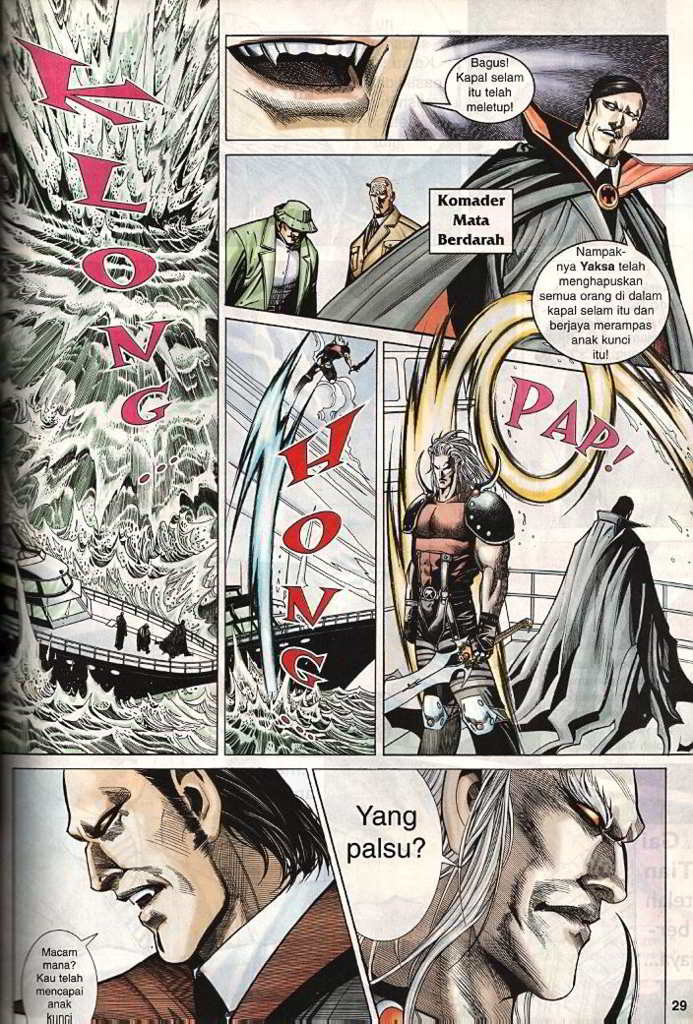 KLONG...
Bagus!
Kapal selam
itu telah
meletup!
Komader
Mata
Berdarah
Nampak-
nya Yaksa telah
menghapuskan
semua orang di dalam
kapal selam itu dan
berjaya merampas
anak kunci
itu!
HONG
PAP!
Macam
mana?
Kau telah
mencapai
anak
kunci
Yang
palsu?
29